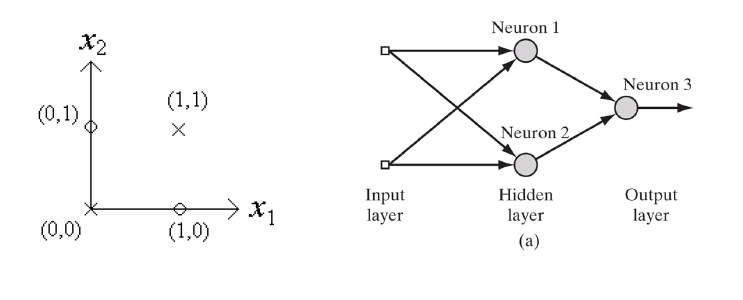 x₂
(0,1)
(1,1)
(0,0)
(1,0)
x₁
Neuron 1
Neuron 2
Neuron 3
Input
layer
Hidden
layer
Output
layer
(a)